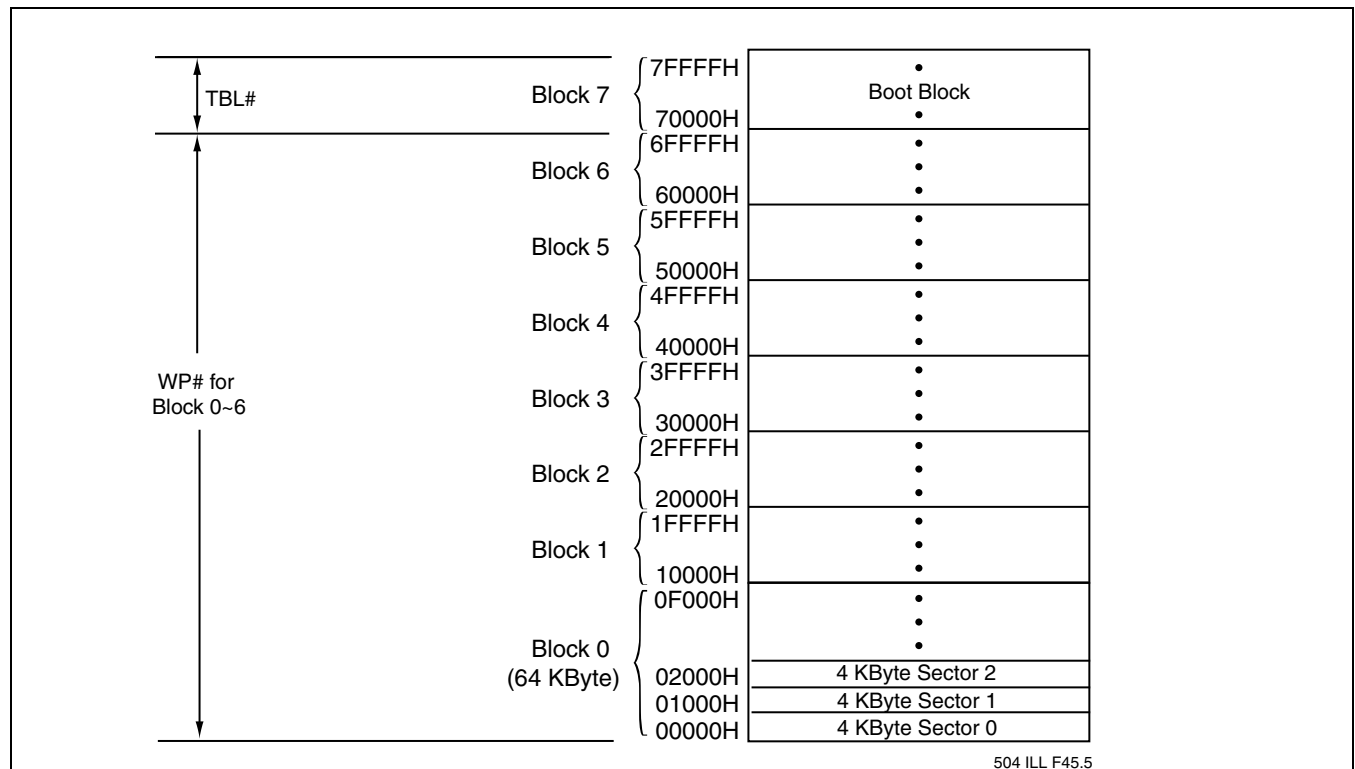 TBL#
Block 7
7FFFFH
Boot Block
70000H
Block 6
6FFFFH
60000H
Block 5
5FFFFH
50000H
Block 4
4FFFFH
40000H
WP# for
Block 0~6
Block 3
3FFFFH
30000H
Block 2
2FFFFH
20000H
Block 1
1FFFFH
10000H
Block 0
(64 KByte)
0F000H
02000H
4 KByte Sector 2
01000H
4 KByte Sector 1
00000H
4 KByte Sector 0
504 ILL F45.5